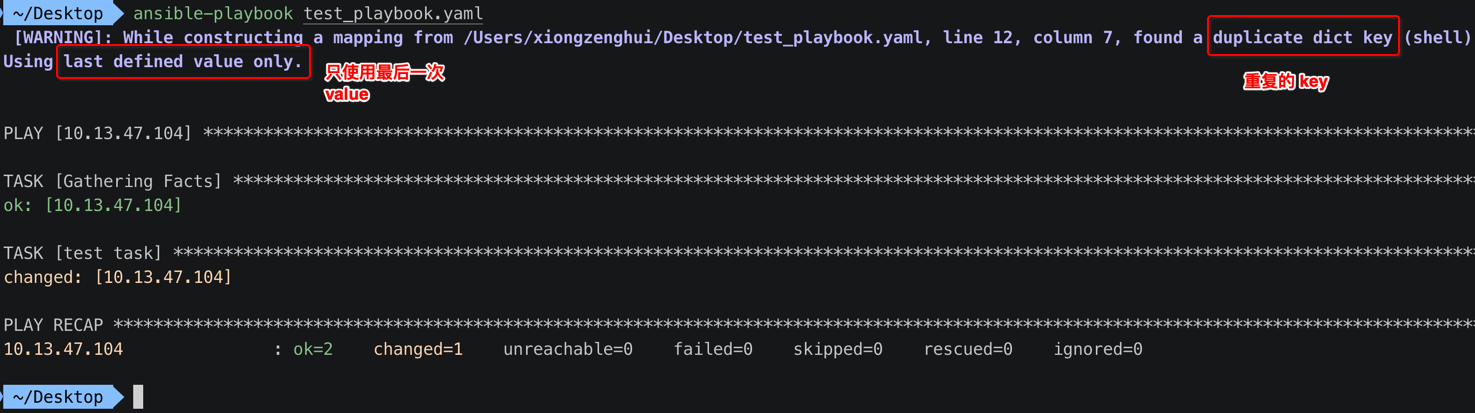 ~/Desktop ansible-playbook test_playbook.yaml
[WARNING]: While constructing a mapping from /Users/xiongzenghui/Desktop/test_playbook.yaml, line 12, column 7, found a duplicate dict key (shell)
Using last defined value only.
只使用最后一次
value
重复的 key
PLAY [10.13.47.104] ****************************************************************************************************************************
TASK [Gathering Facts] ****************************************************************************************************************************
ok: [10.13.47.104]
TASK [test task] ****************************************************************************************************************************
changed: [10.13.47.104]
PLAY RECAP ****************************************************************************************************************************
10.13.47.104 : ok=2 changed=1 unreachable=0 failed=0 skipped=0 rescued=0 ignored=0
~/Desktop